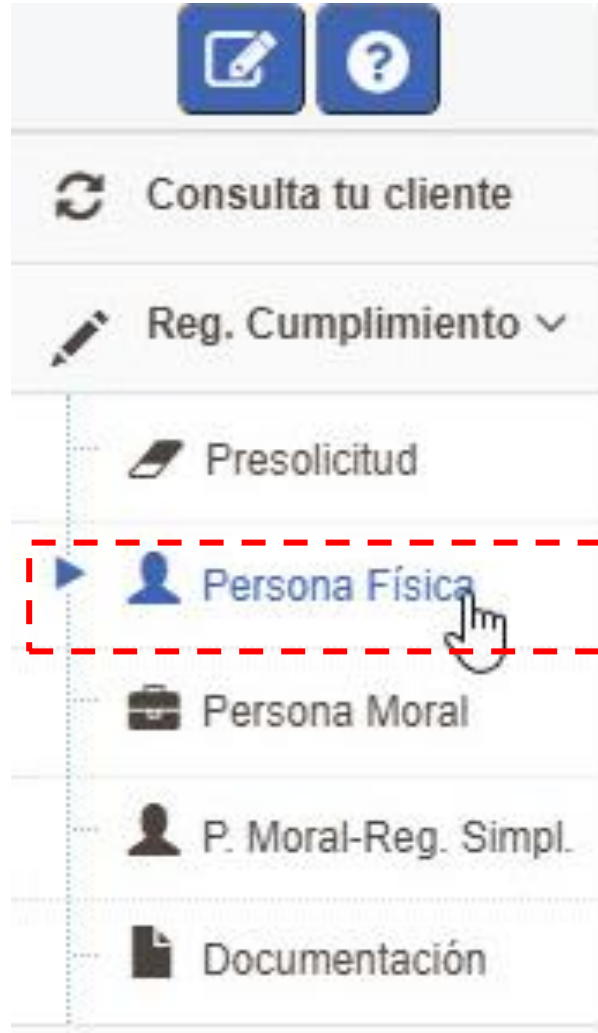 Consulta tu cliente
Reg. Cumplimiento
Presolicitud
Persona Física
Persona Moral
P. Moral-Reg. Simpl.
Documentación